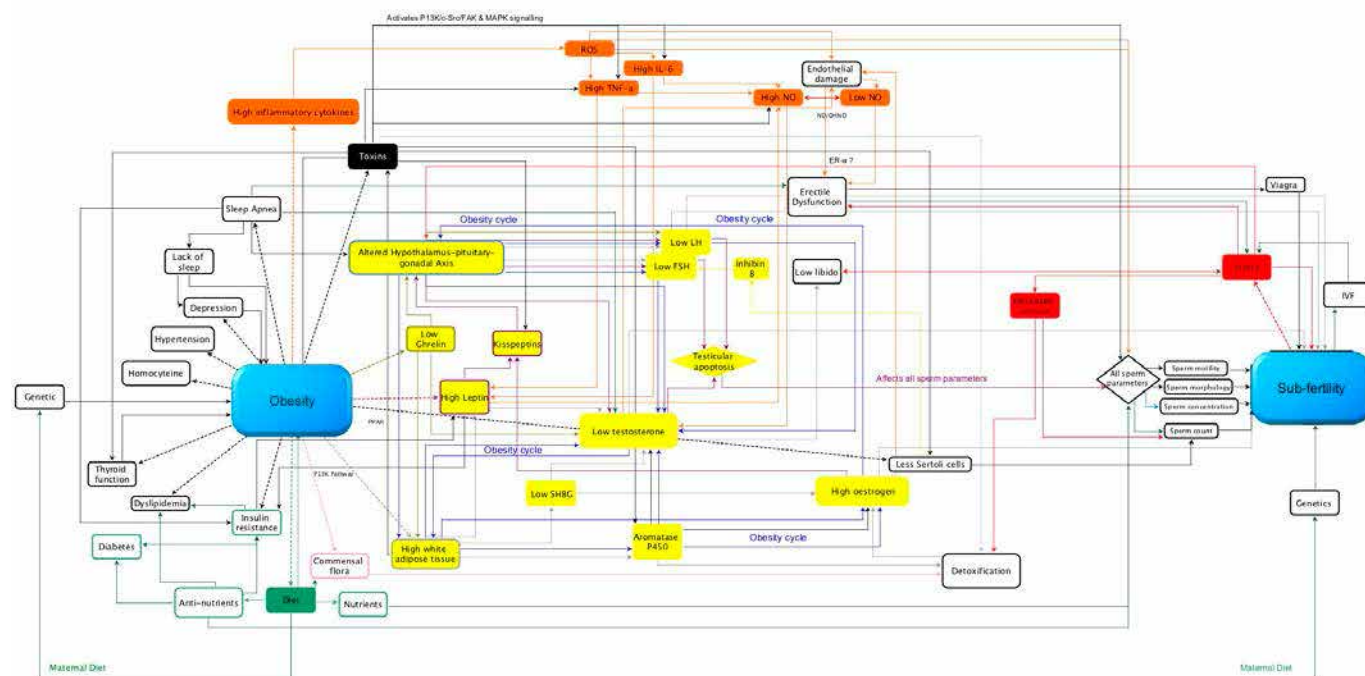 Activates P13K/c-Src/FAK & MAPK signalling
ROS
High IL-6
Endothelial
damage
High TNF-a
High NO
Low NO
High inflammatory cytokines
Toxins
ER-α ?
Erectile
Dysfunction
Viagra
Sleep Apnea
Obesity cycle
Obesity cycle
Altered Hypothalamus-pituitary-
gonadal Axis
Low LH
Low FSH
Inhibin
B
Low libido
Lack of
sleep
IVF
Depression
Hypertension
Low
Ghrelin
Kisspeptins
Testicular
apoptosis
Homocyteine
Affects all sperm parameters
All sperm
parameters
Sperm motility
Sperm morphology
Sperm concentration
Sperm count
Genetic
Obesity
High Leptin
Sub-fertility
Low testosterone
Obesity cycle
Less Sertoli cells
Thyroid
function
Dyslipidemia
Low SHBG
High oestrogen
Genetics
Insulin
resistance
Diabetes
High white
adipose tissue
Aromatase
P450
Obesity cycle
Commensal
flora
Detoxification
Anti-nutrients
Diet
Nutrients
Maternal Diet
Maternal Diet